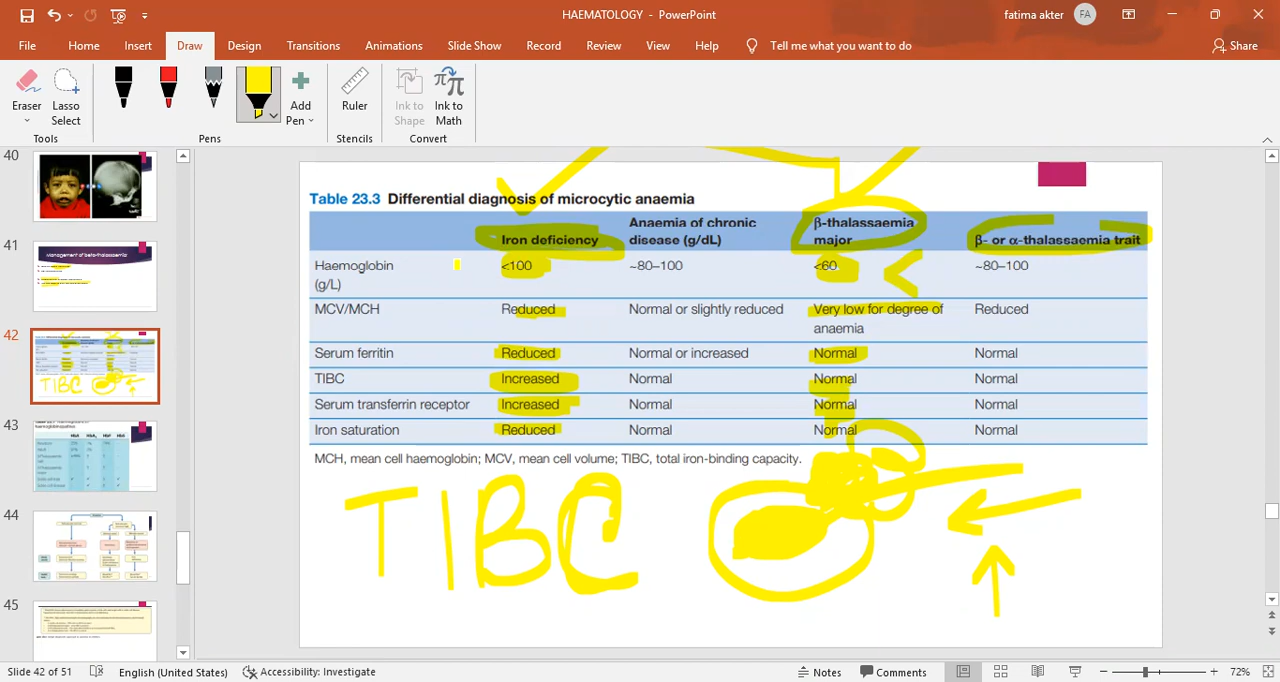 HAEMATOLOGY - PowerPoint
fatima akter
FA
File Home Insert Draw Design Transitions Animations Slide Show Record Review View Help Tell me what you want to do
Share
Eraser
Lasso Select
Add Pen
Ruler
Ink to Shape
Ink to Math
Tools Pens Stencils Convert
40
41
Management of beta-thalassaemia:
42
43
44
45
Table 23.3 Differential diagnosis of microcytic anaemia
Iron deficiency
Anaemia of chronic disease (g/dL)
β-thalassaemia major
β- or α-thalassaemia trait
Haemoglobin (g/L) <100 ~80–100 <60 ~80–100
MCV/MCH Reduced Normal or slightly reduced Very low for degree of anaemia Reduced
Serum ferritin Reduced Normal or increased Normal Normal
TIBC Increased Normal Normal Normal
Serum transferrin receptor Increased Normal Normal Normal
Iron saturation Reduced Normal Normal Normal
MCH, mean cell haemoglobin; MCV, mean cell volume; TIBC, total iron-binding capacity.
TIBC
Slide 42 of 51 English (United States) Accessibility: Investigate Notes Comments 72%